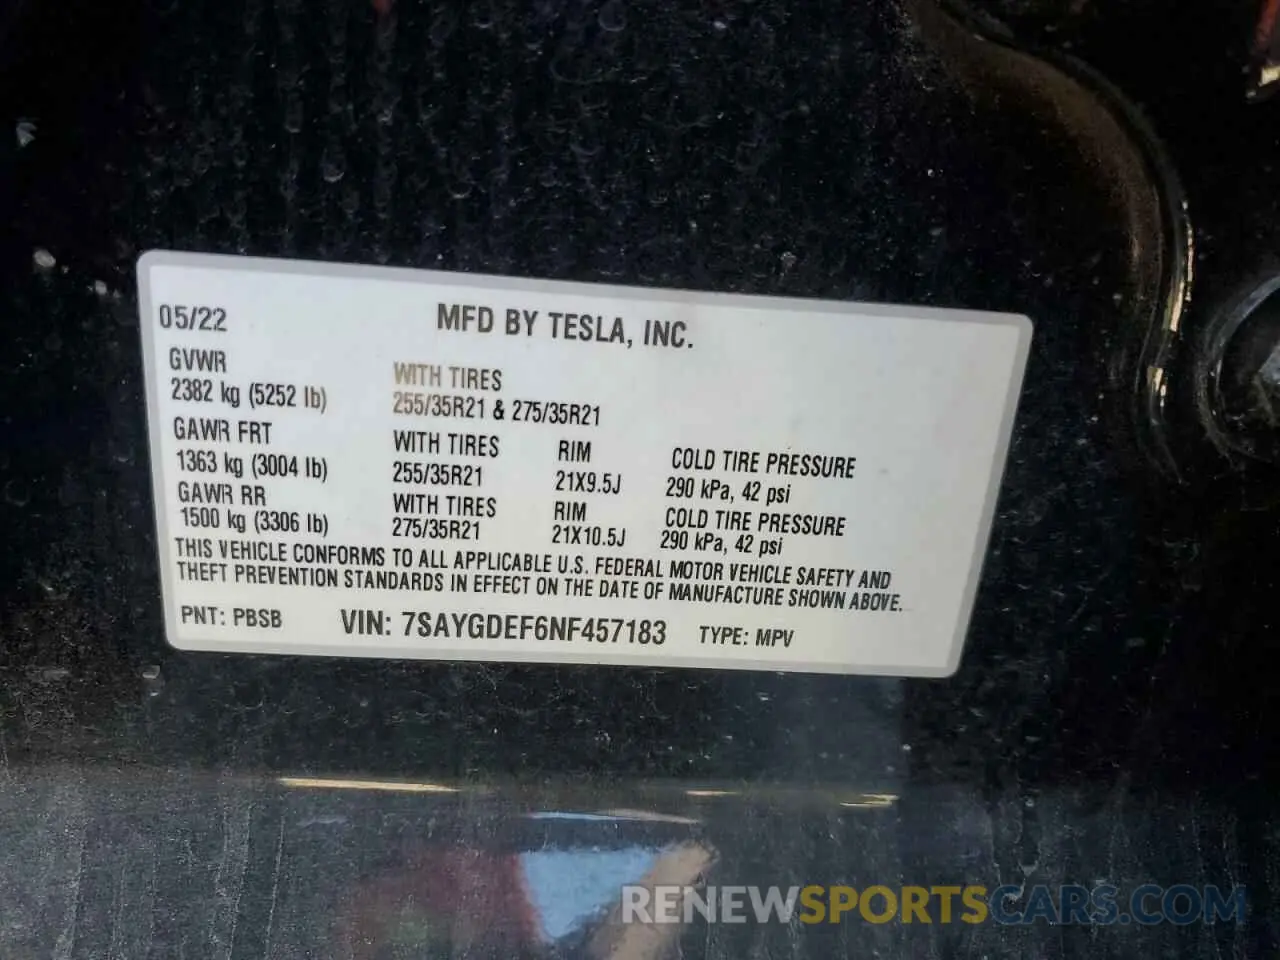 05/22 MFD BY TESLA, INC.
GVWR WITH TIRES
2382 kg (5252 lb) 255/35R21 & 275/35R21
GAWR FRT WITH TIRES RIM COLD TIRE PRESSURE
1363 kg (3004 lb) 255/35R21 21X9.5J 290 kPa, 42 psi
GAWR RR WITH TIRES RIM COLD TIRE PRESSURE
1500 kg (3306 lb) 275/35R21 21X10.5J 290 kPa, 42 psi
THIS VEHICLE CONFORMS TO ALL APPLICABLE U.S. FEDERAL MOTOR VEHICLE SAFETY AND
THEFT PREVENTION STANDARDS IN EFFECT ON THE DATE OF MANUFACTURE SHOWN ABOVE.
PNT: PBSB VIN: 7SAYGDEF6NF457183 TYPE: MPV
RENEWSPORTSCARS.COM